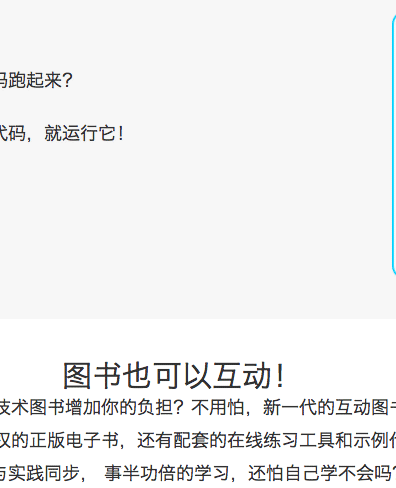 码跑起来？
代码，就运行它！
图书也可以互动！
技术图书增加你的负担？不用怕，新一代的互动图书
权的正版电子书，还有配套的在线练习工具和示例代
与实践同步， 事半功倍的学习，还怕自己学不会吗？